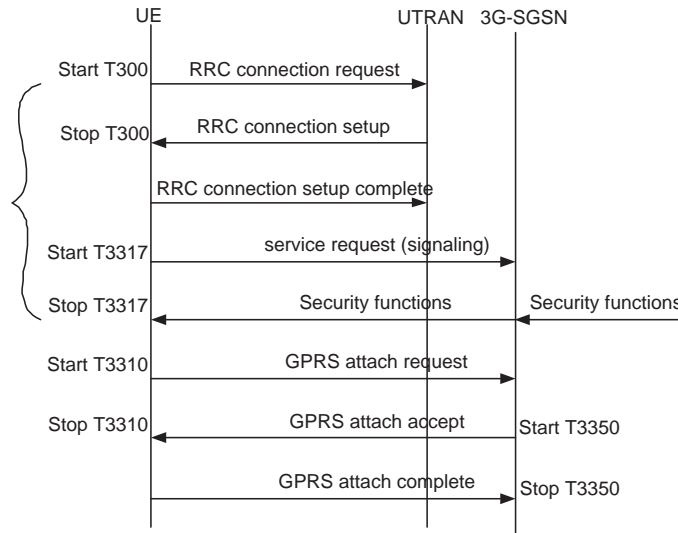 UE UTRAN 3G-SGSN
Start T300 RRC connection request
Stop T300 RRC connection setup
RRC connection setup complete
Start T3317 service request (signaling)
Stop T3317 Security functions Security functions
Start T3310 GPRS attach request
Stop T3310 GPRS attach accept Start T3350
GPRS attach complete Stop T3350